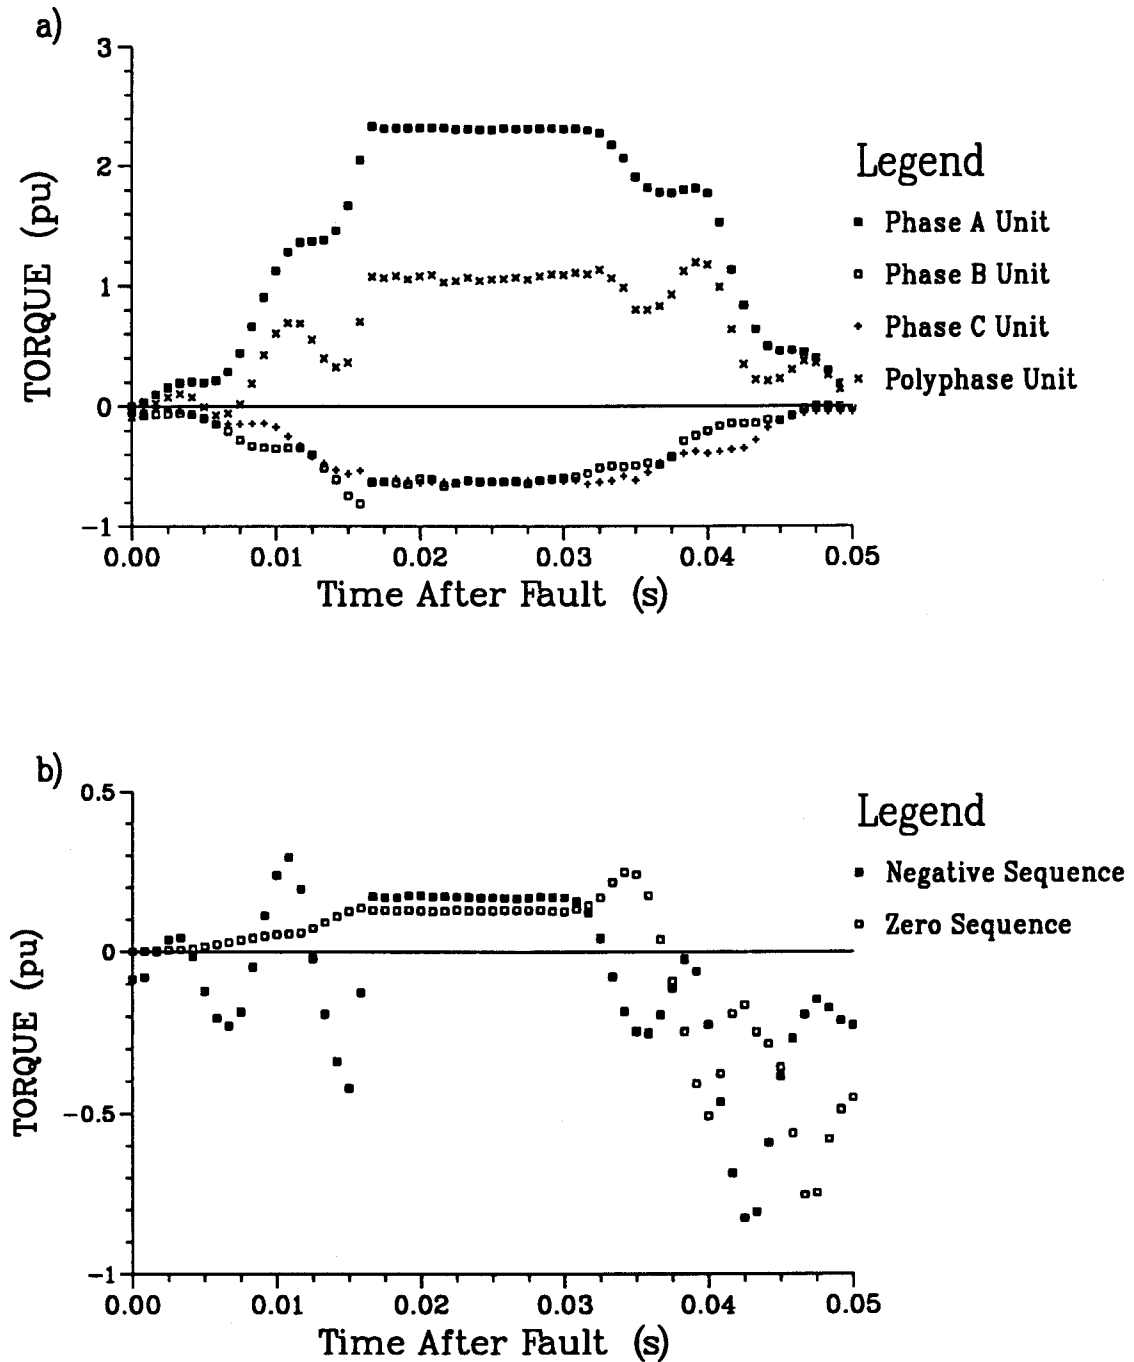 a)
3
2
1
0
−1
TORQUE (pu)
0.00 0.01 0.02 0.03 0.04 0.05
Time After Fault (s)
Legend
Phase A Unit
Phase B Unit
Phase C Unit
Polyphase Unit
b)
0.5
0
−0.5
−1
TORQUE (pu)
0.00 0.01 0.02 0.03 0.04 0.05
Time After Fault (s)
Legend
Negative Sequence
Zero Sequence